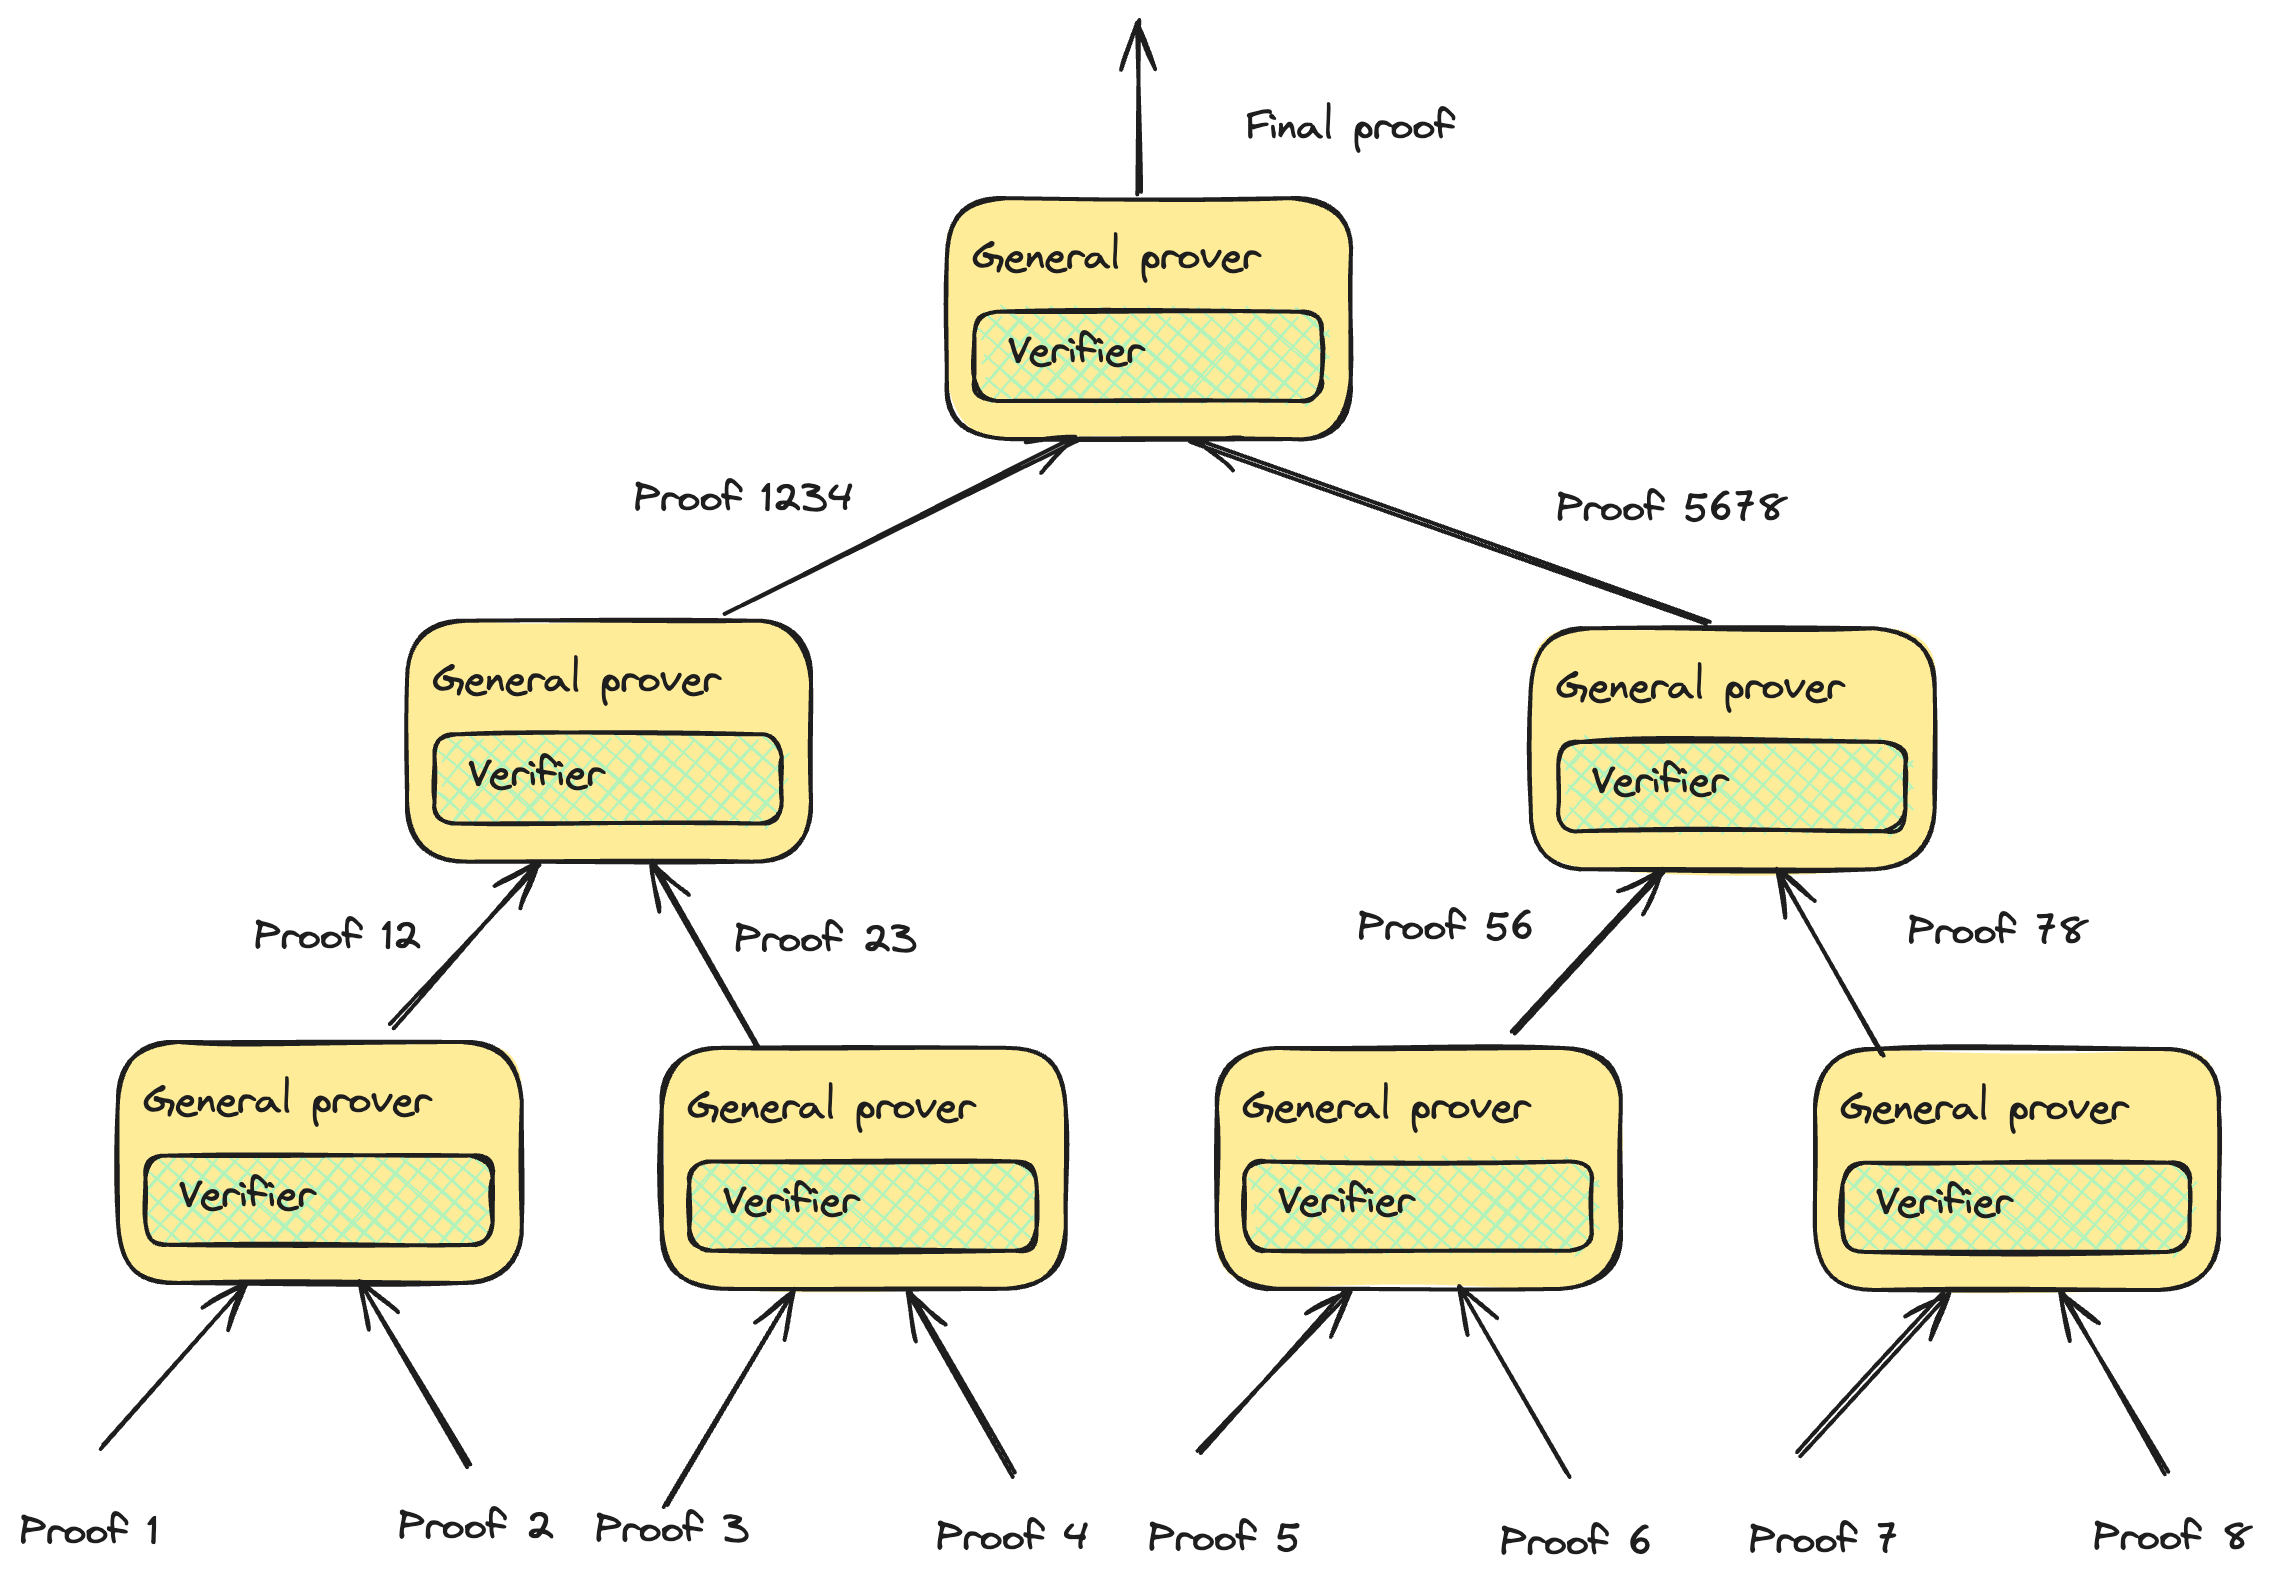 Final proof
General prover
Verifier
Proof 1234
Proof 5678
General prover
Verifier
General prover
Verifier
Proof 12
Proof 23
Proof 56
Proof 78
General prover
Verifier
General prover
Verifier
General prover
Verifier
General prover
Verifier
Proof 1
Proof 2
Proof 3
Proof 4
Proof 5
Proof 6
Proof 7
Proof 8